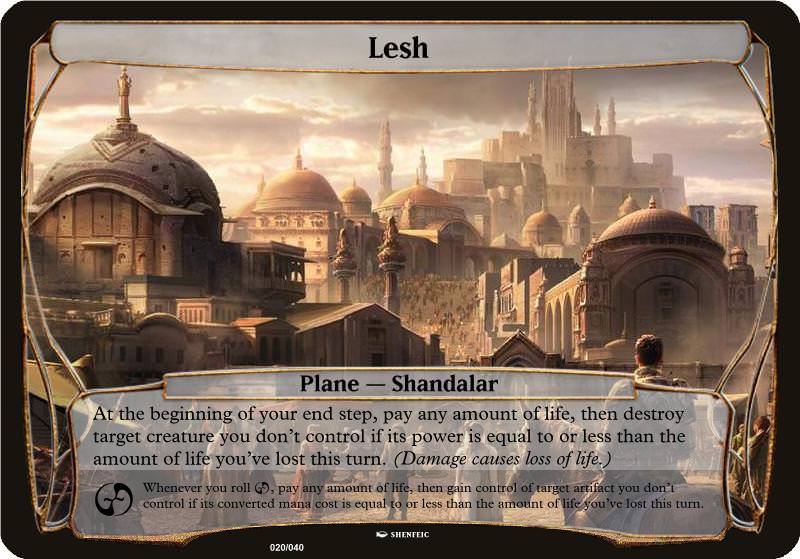 Lesh
Plane — Shandalar
At the beginning of your end step, pay any amount of life, then destroy
target creature you don't control if its power is equal to or less than the
amount of life you've lost this turn. (Damage causes loss of life.)
Whenever you roll , pay any amount of life, then gain control of target artifact you don't
control if its converted mana cost is equal to or less than the amount of life you've lost this turn.
SHENFEIC
020/040